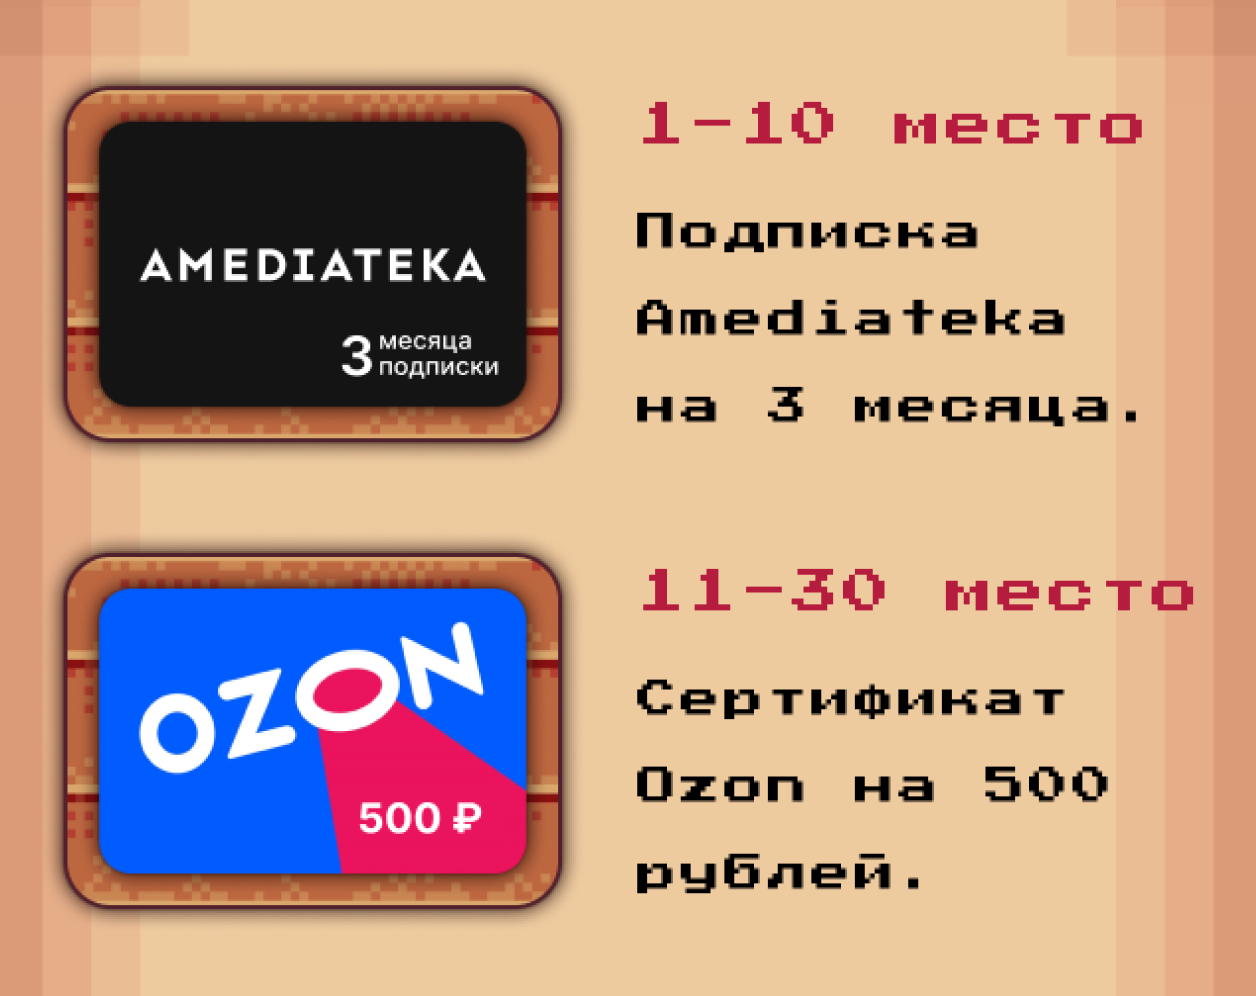 AMEDIATEKA
3 месяца
подписки
1-10 место
Подписка
Amediateka
на 3 месяца.
OZON
500 ₽
11-30 место
Сертификат
Ozon на 500
рублей.